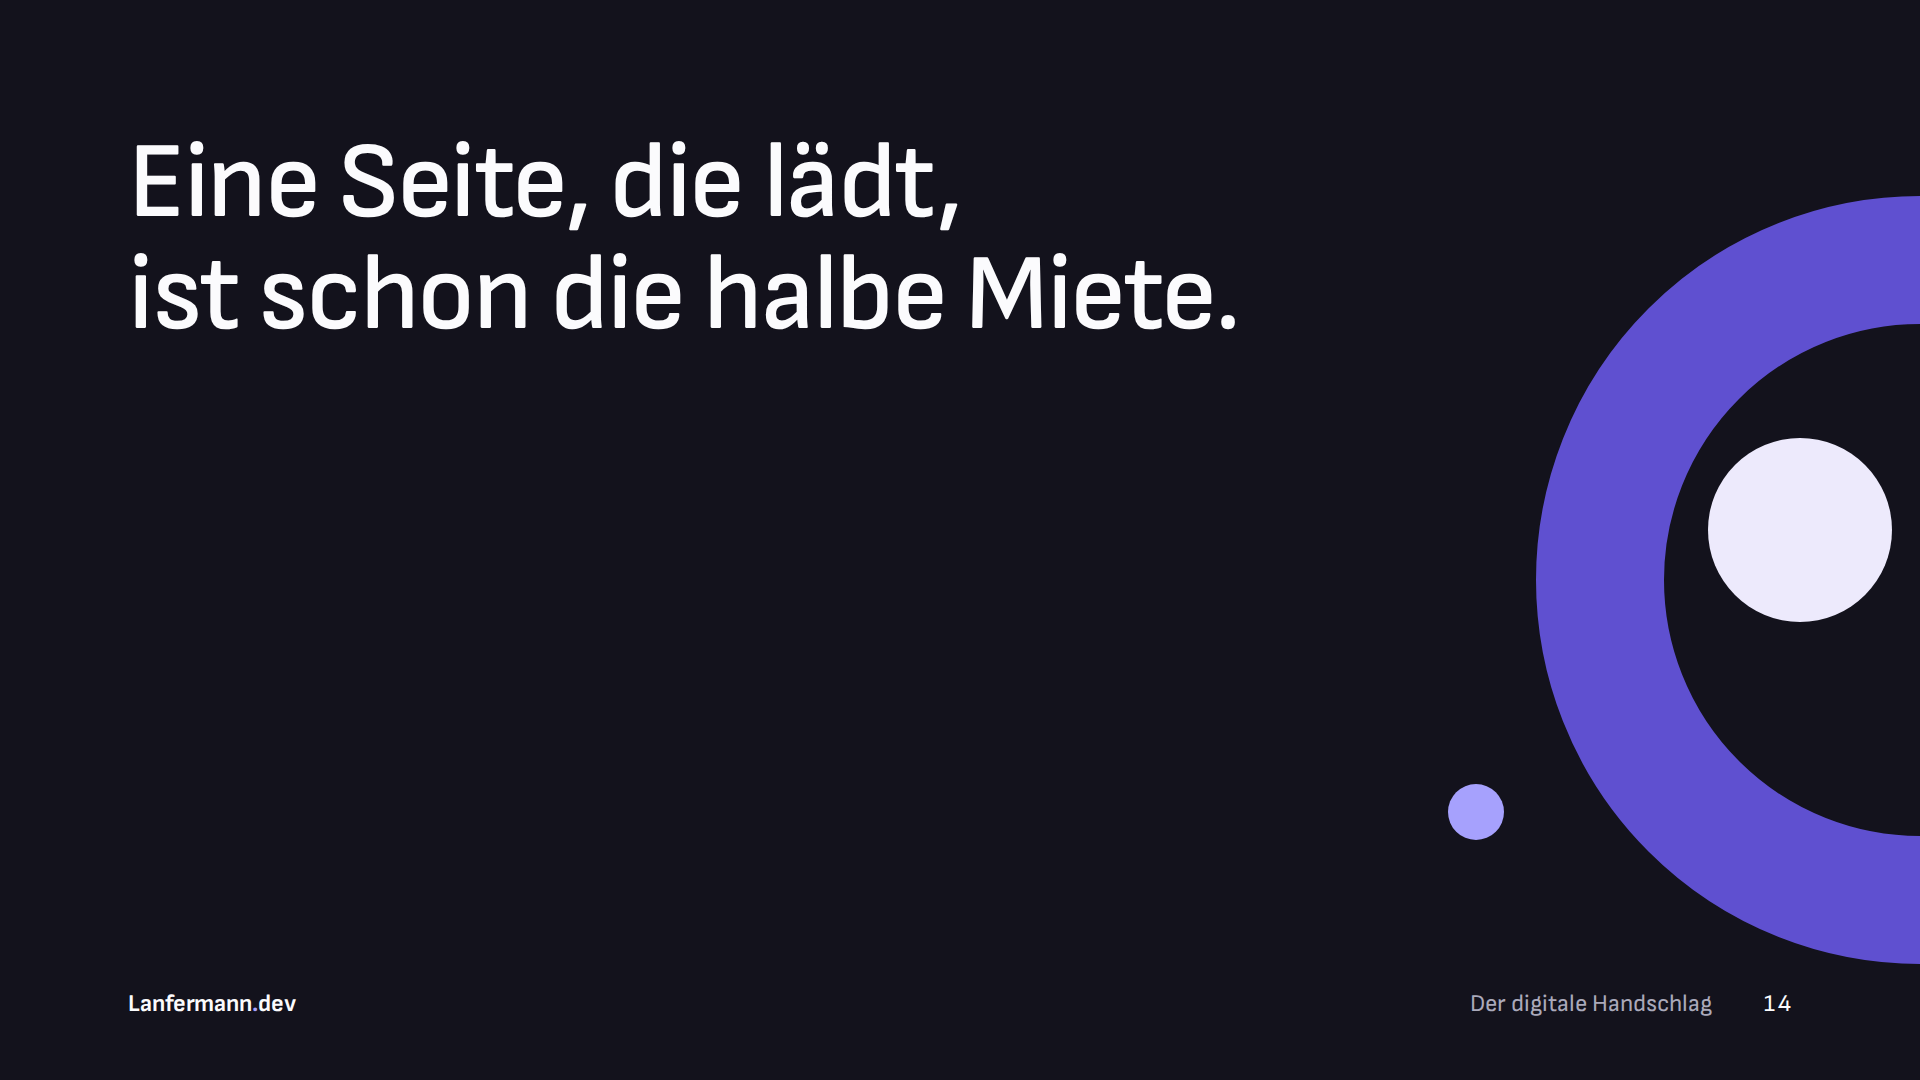 Eine Seite, die lädt,
ist schon die halbe Miete.
Lanfermann.dev
Der digitale Handschlag
14